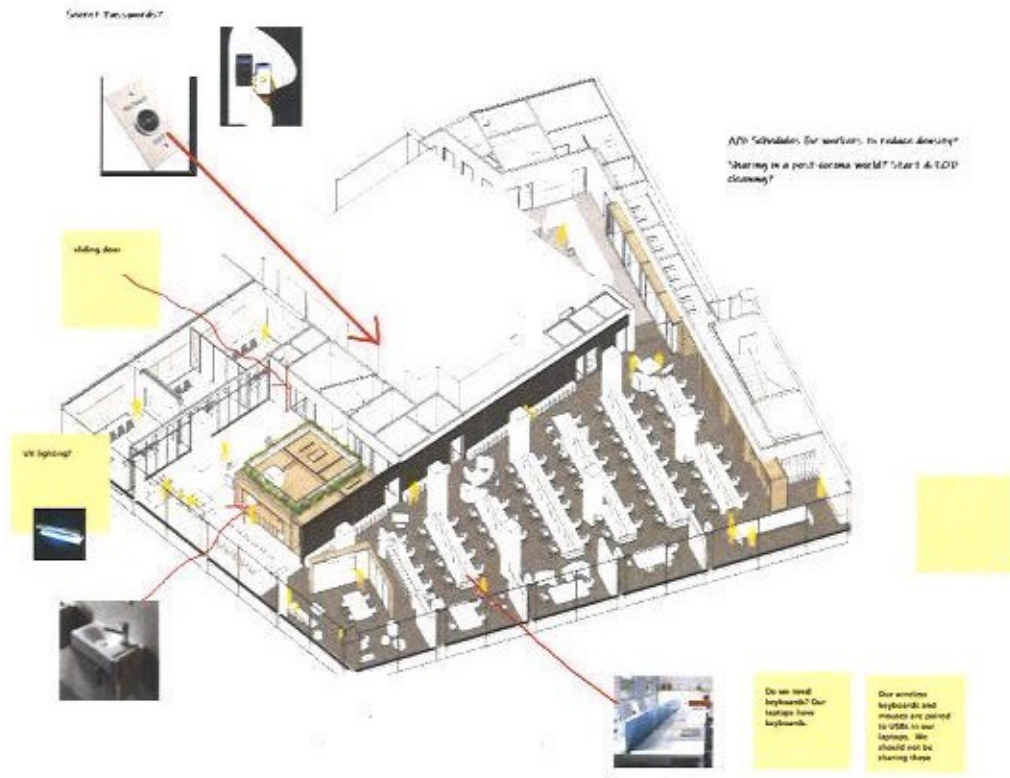 Secret Passwords?
A/B Schedules for workers to reduce density?
Sharing in a post-corona world? Start &
cleaning?
sliding door
UV lighting?
Do we need
keyboards? Our
laptops have
keyboards.
Our wireless
keyboards and
mouses are paired
to USBs in our
laptops. We
should not be
sharing these